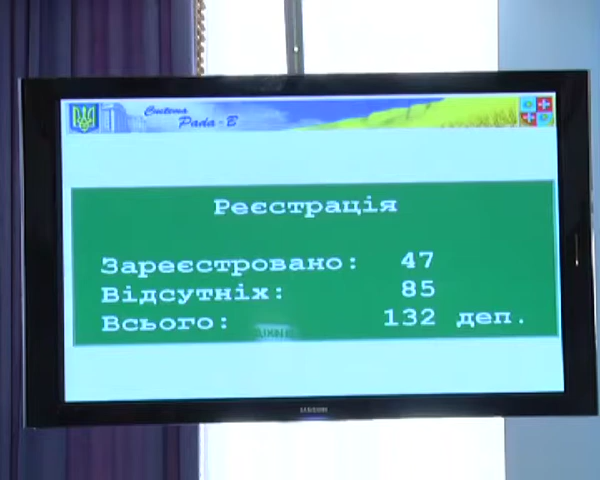 Система
Рада-В
Реєстрація
Зареєстровано: 47
Відсутніх: 85
Всього: 132 деп.
SAMSUNG